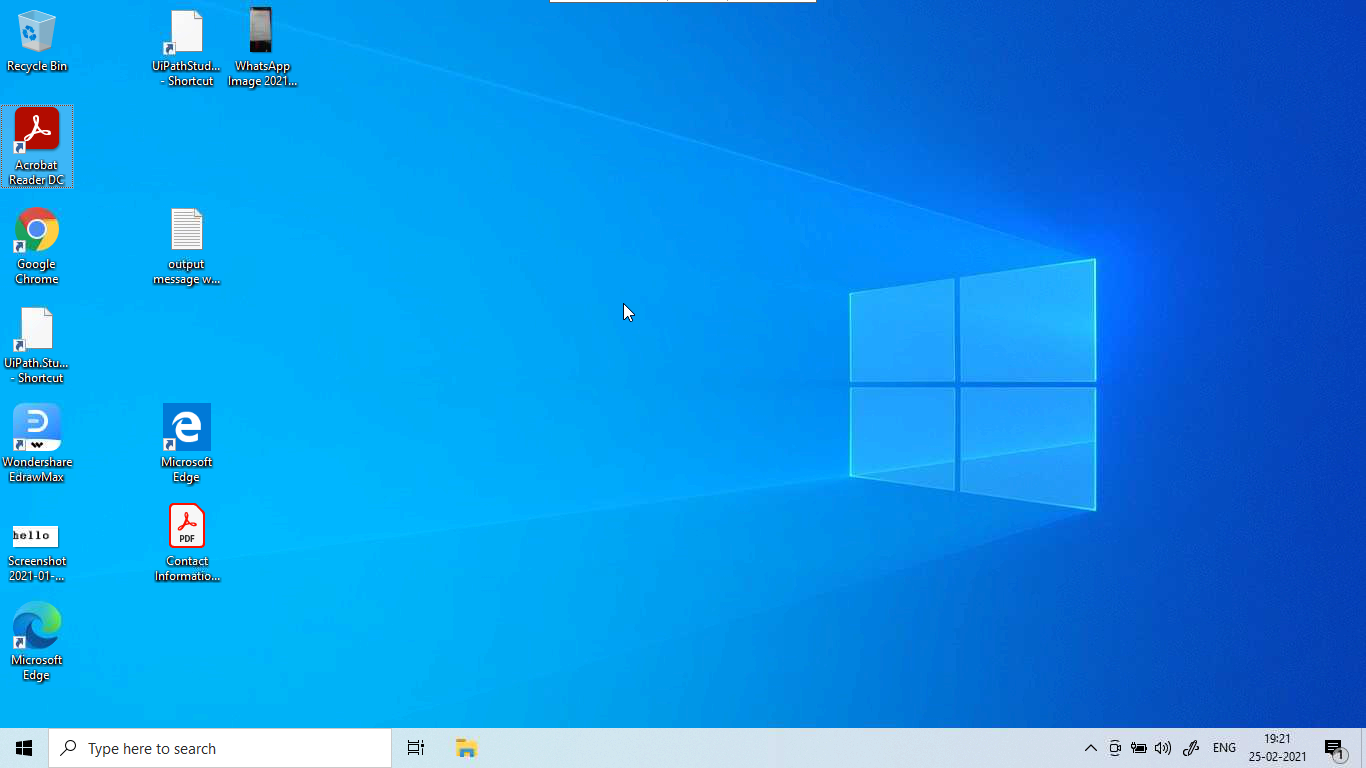 Recycle Bin
UiPathStud...
- Shortcut
WhatsApp
Image 2021...
Acrobat
Reader DC
Google
Chrome
output
message w...
UiPath.Stu...
- Shortcut
Wondershare
EdrawMax
Microsoft
Edge
hello
Screenshot
2021-01-...
PDF
Contact
Informatio...
Microsoft
Edge
Type here to search
ENG
19:21
25-02-2021
1